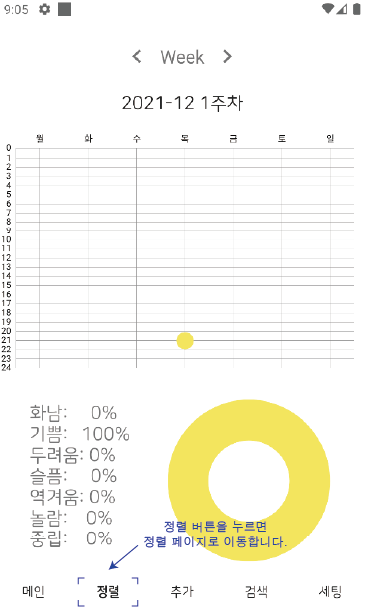 9:05
Week
2021-12 1주차
월 화 수 목 금 토 일
0
1
2
3
4
5
6
7
8
9
10
11
12
13
14
15
16
17
18
19
20
21
22
23
24
화남: 0%
기쁨: 100%
두려움: 0%
슬픔: 0%
역겨움: 0%
놀람: 0%
중립: 0%
정렬 버튼을 누르면
정렬 페이지로 이동합니다.
메인 정렬 추가 검색 세팅